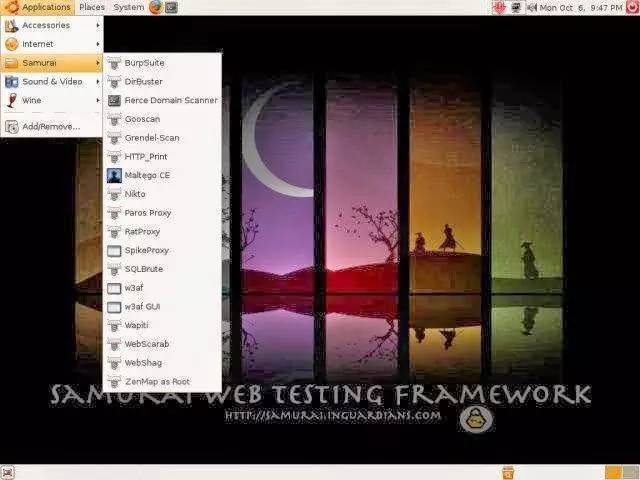 Applications Places System Mon Oct 6, 9:47 PM
Accessories
Internet
Samurai
Sound & Video
Wine
Add/Remove...
BurpSuite
DirBuster
Fierce Domain Scanner
Gooscan
Grendel-Scan
HTTP_Print
Maltego CE
Nikto
Paros Proxy
RatProxy
SpikeProxy
SQLBrute
w3af
w3af GUI
Wapiti
WebScarab
WebShag
ZenMap as Root
SAMURAI WEB TESTING FRAMEWORK
HTTP://SAMURAI.INGUARDIANS.COM